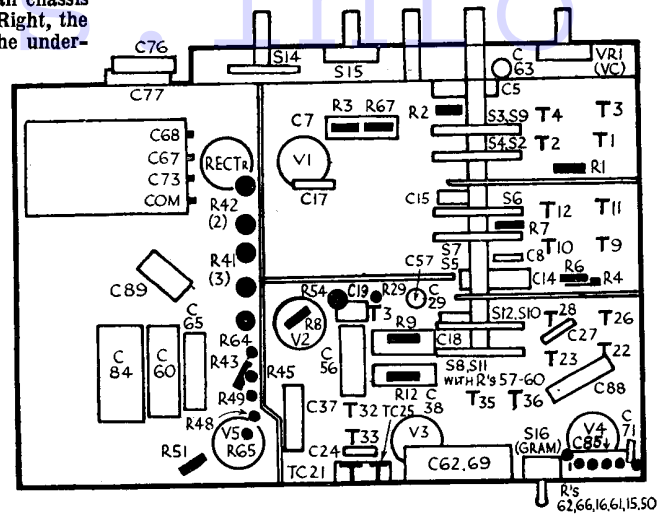 th chassis
Right, the
he under-
C76
C77
S14
S15
C
63
VR1
(VC)
C5
R3 R67
C7
R2
S3,S9
T4
T3
S4,S2
T2
T1
V1
R1
C17
C68
C67
C73
COM
RECTR
R42
(2)
R41
(3)
C15
S6
T12
T11
R7
S7
S5
C8
T10
T9
C14
R6
R4
C57
C89
R54
C19
R29
C
29
T3
R8
V2
R9
C18
S12,S10
T28
C27
T26
C
84
C
60
C
65
R64
R43
R45
R49
R48
V5
R65
R51
C
56
R12
C
38
S8,S11
WITH R's 57-60
T23
T22
C88
T35
T36
C37
T32
TC25
T33
C24
TC21
V3
C62,69
S16
(GRAM)
V4
C85
C
71
R's
62,66,16,61,15,50